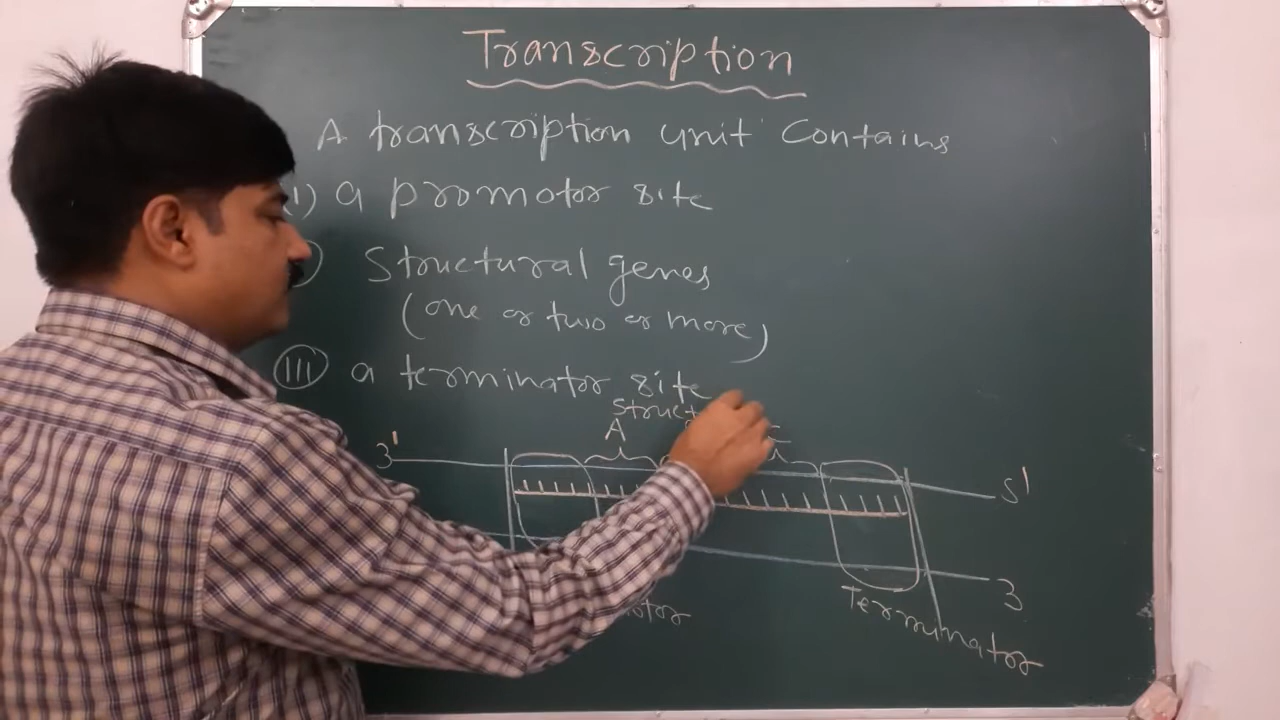 Transcription
A transcription unit contains
(i) a promotor site
Structural genes
(one or two or more)
(III) a terminator site
Struct
A
3' 5'
3
Terminator